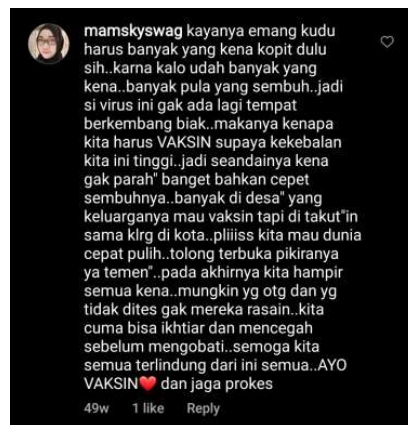 mamskyswag kayanya emang kudu
harus banyak yang kena kopit dulu
sih..karna kalo udah banyak yang
kena..banyak pula yang sembuh..jadi
si virus ini gak ada lagi tempat
berkembang biak..makanya kenapa
kita harus VAKSIN supaya kekebalan
kita ini tinggi..jadi seandainya kena
gak parah" banget bahkan cepet
sembuhnya..banyak di desa" yang
keluarganya mau vaksin tapi di takut"in
sama klrg di kota..pliiiss kita mau dunia
cepat pulih..tolong terbuka pikiranya
ya temen"..pada akhirnya kita hampir
semua kena..mungkin yg otg dan yg
tidak dites gak mereka rasain..kita
cuma bisa ikhtiar dan mencegah
sebelum mengobati..semoga kita
semua terlindung dari ini semua..AYO
VAKSIN❤️ dan jaga prokes
49w 1 like Reply